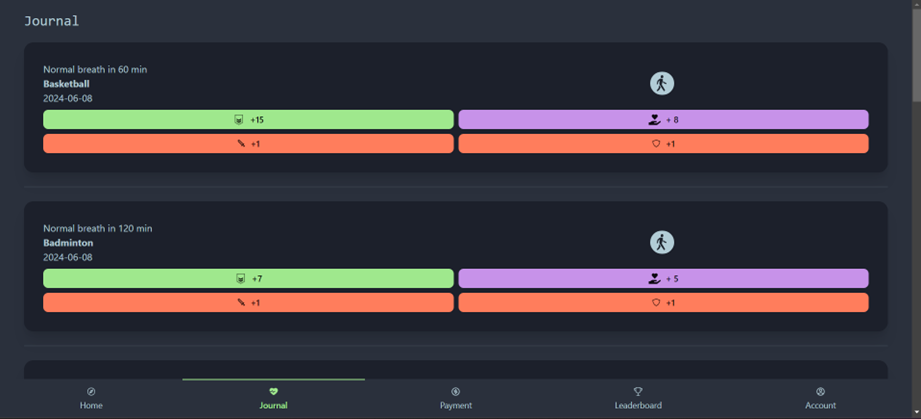 Journal
Normal breath in 60 min
Basketball
2024-06-08
+15
+ 8
+1
+1
Normal breath in 120 min
Badminton
2024-06-08
+7
+ 5
+1
+1
Home
Journal
Payment
Leaderboard
Account